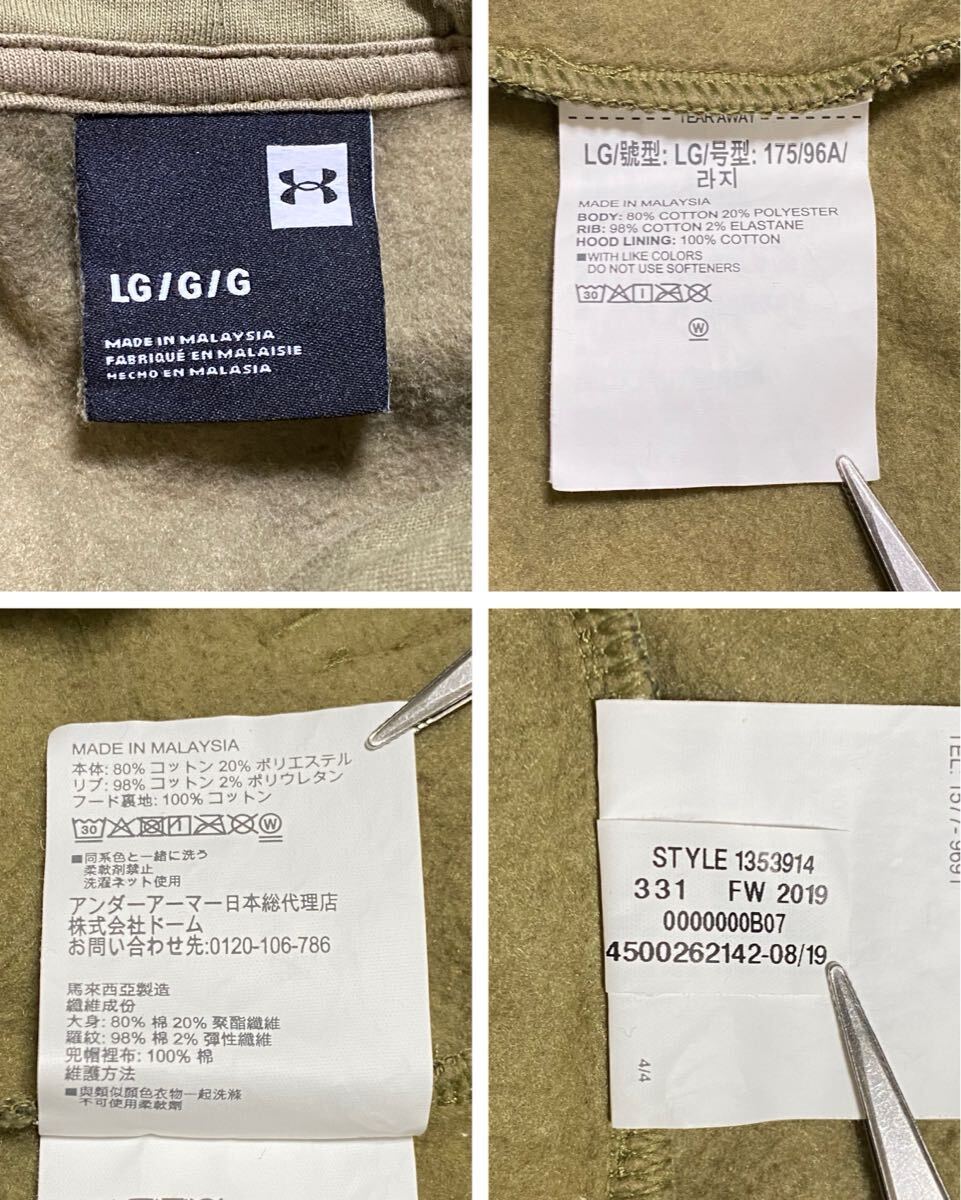 LG/G/G
MADE IN MALAYSIA
FABRIQUÉ EN MALAISIE
HECHO EN MALASIA
TEAR AWAY
LG/號型: LG/号型: 175/96A/
라지
MADE IN MALAYSIA
BODY: 80% COTTON 20% POLYESTER
RIB: 98% COTTON 2% ELASTANE
HOOD LINING: 100% COTTON
■WITH LIKE COLORS
DO NOT USE SOFTENERS
30
W
MADE IN MALAYSIA
本体: 80% コットン 20% ポリエステル
リブ: 98% コットン 2% ポリウレタン
フード裏地: 100% コットン
30 W
■同系色と一緒に洗う
柔軟剤禁止
洗濯ネット使用
アンダーアーマー日本総代理店
株式会社ドーム
お問い合わせ先:0120-106-786
馬來西亞製造
纖維成份
大身: 80% 棉 20% 聚酯纖維
羅紋: 98% 棉 2% 彈性纖維
兜帽裡布: 100% 棉
維護方法
■與類似顏色衣物一起洗滌
不可使用柔軟劑
TEL: 1577-9691
STYLE 1353914
331 FW 2019
0000000B07
4500262142-08/19
4/4